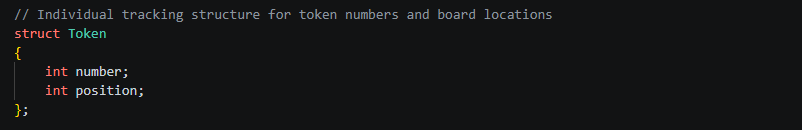 // Individual tracking structure for token numbers and board locations
struct Token
{
    int number;
    int position;
};